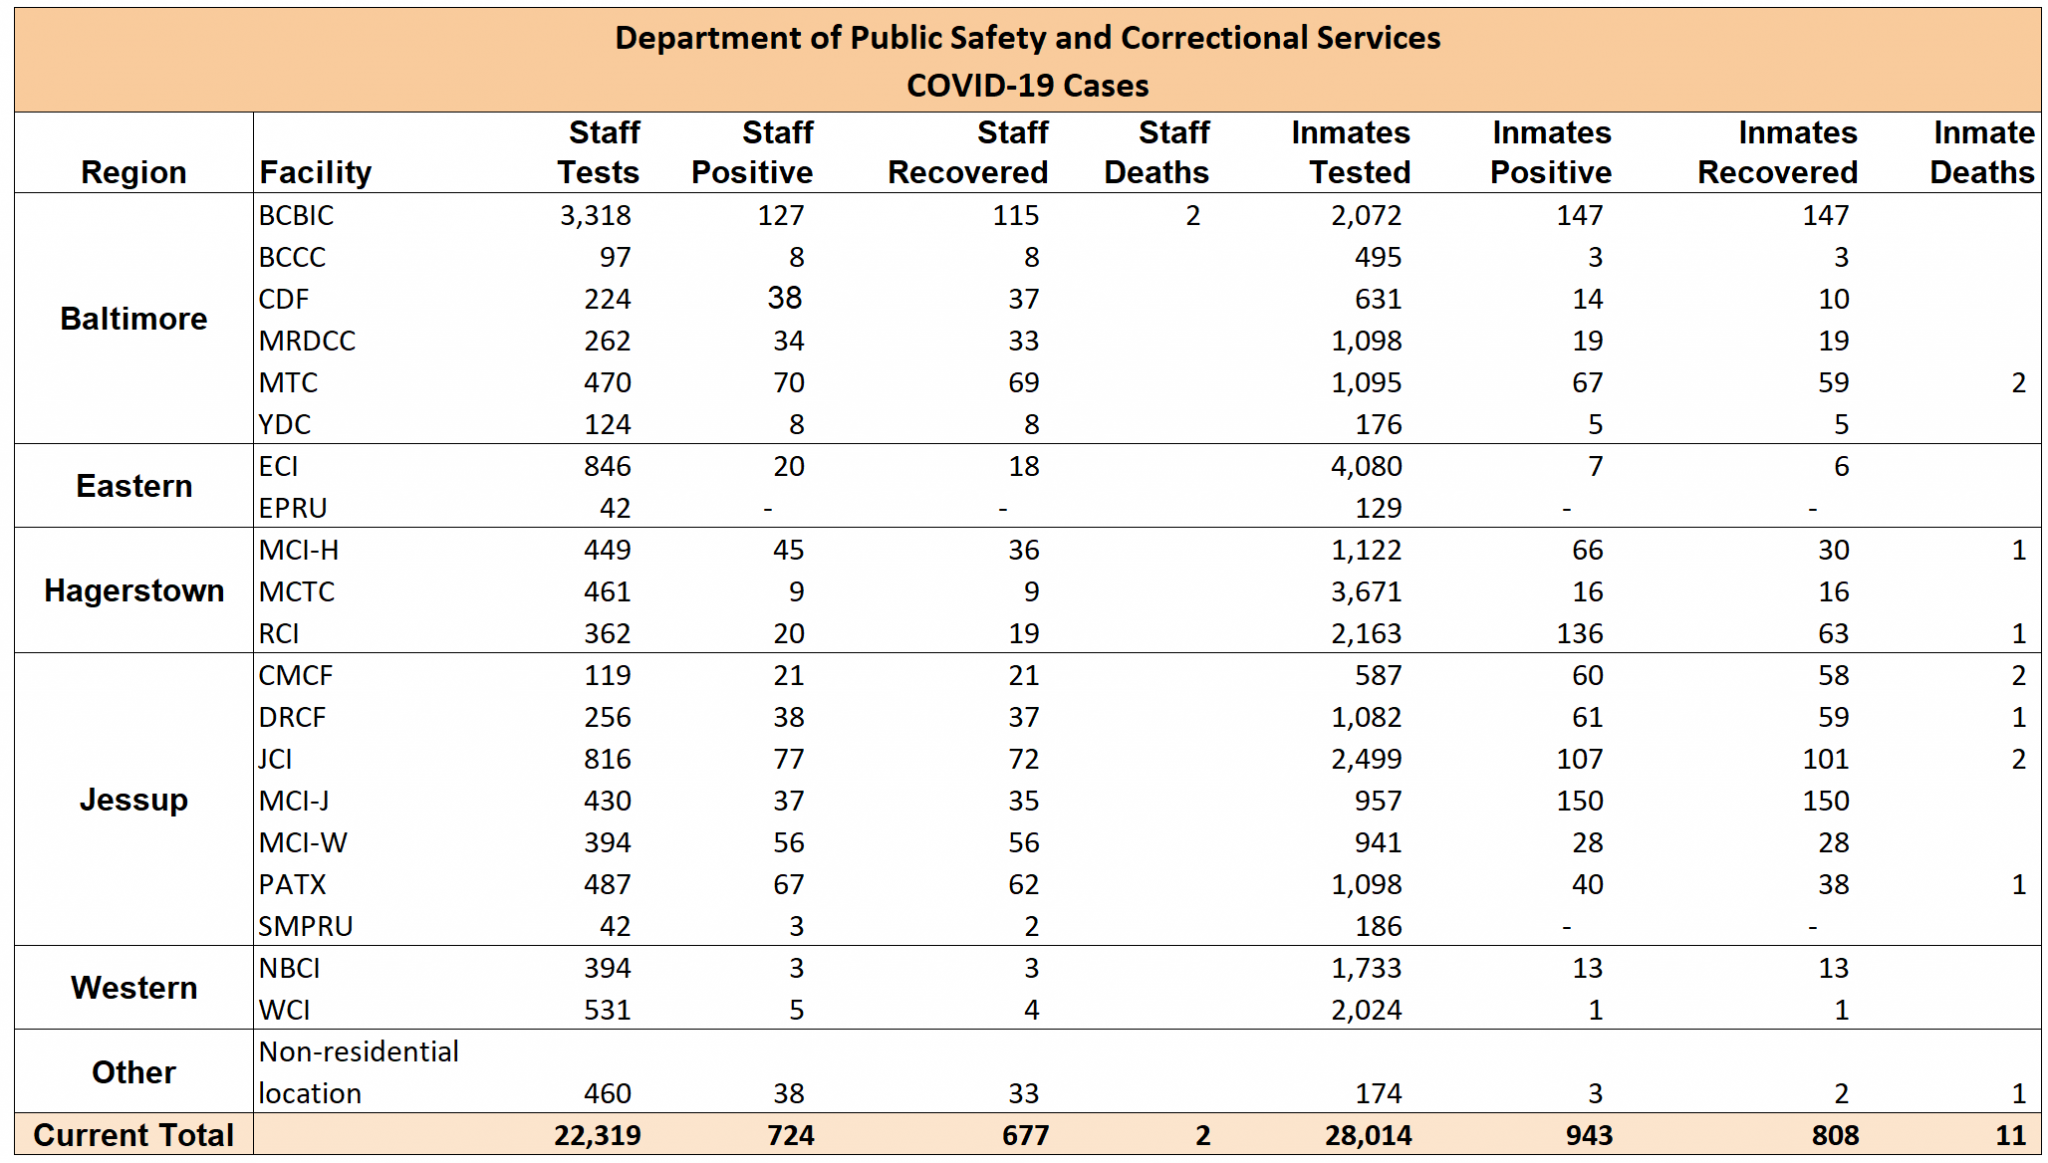 Department of Public Safety and Correctional Services
COVID-19 Cases
Region Facility Staff Tests Staff Positive Staff Recovered Staff Deaths Inmates Tested Inmates Positive Inmates Recovered Inmate Deaths
Baltimore
BCBIC 3,318 127 115 2 2,072 147 147
BCCC 97 8 8 495 3 3
CDF 224 38 37 631 14 10
MRDCC 262 34 33 1,098 19 19
MTC 470 70 69 1,095 67 59 2
YDC 124 8 8 176 5 5
Eastern
ECI 846 20 18 4,080 7 6
EPRU 42 - - 129 - -
Hagerstown
MCI-H 449 45 36 1,122 66 30 1
MCTC 461 9 9 3,671 16 16
RCI 362 20 19 2,163 136 63 1
Jessup
CMCF 119 21 21 587 60 58 2
DRCF 256 38 37 1,082 61 59 1
JCI 816 77 72 2,499 107 101 2
MCI-J 430 37 35 957 150 150
MCI-W 394 56 56 941 28 28
PATX 487 67 62 1,098 40 38 1
SMPRU 42 3 2 186 - -
Western
NBCI 394 3 3 1,733 13 13
WCI 531 5 4 2,024 1 1
Other
Non-residential
location 460 38 33 174 3 2 1
Current Total 22,319 724 677 2 28,014 943 808 11